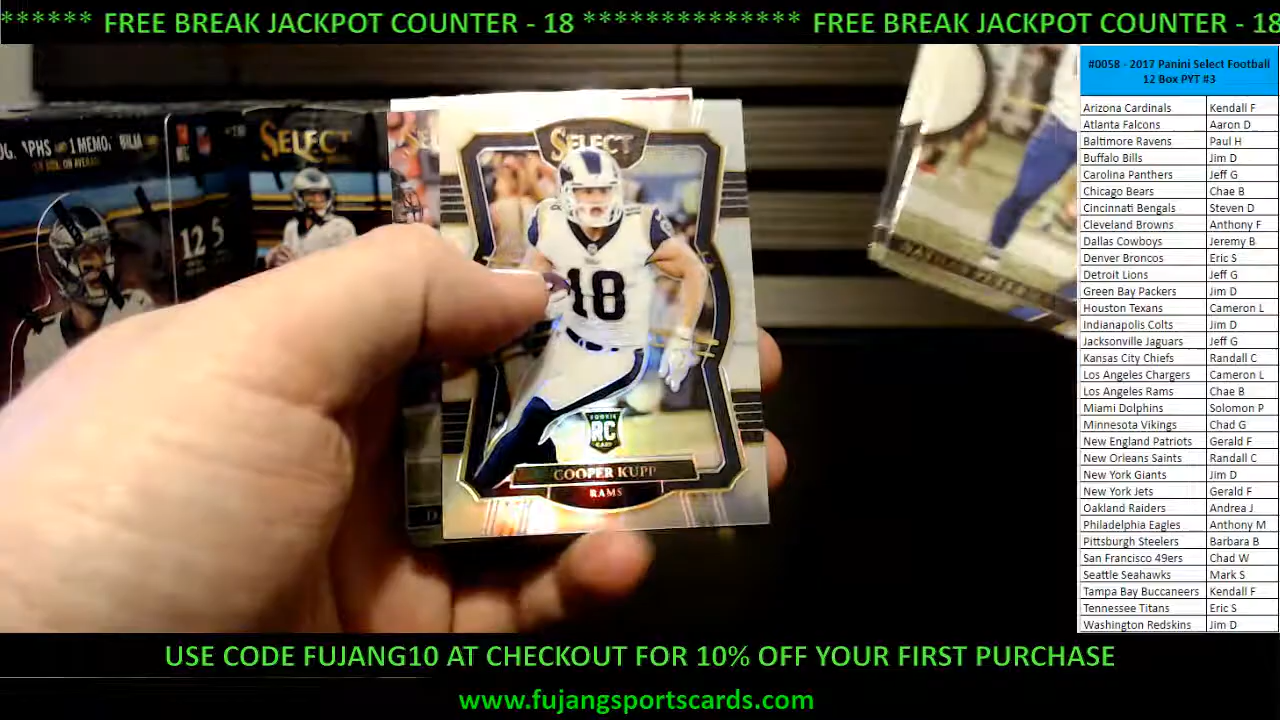 ****** FREE BREAK JACKPOT COUNTER - 18 ************** FREE BREAK JACKPOT COUNTER - 18
#0058 - 2017 Panini Select Football
12 Box PYT #3
Arizona Cardinals Kendall F
Atlanta Falcons Aaron D
Baltimore Ravens Paul H
Buffalo Bills Jim D
Carolina Panthers Jeff G
Chicago Bears Chae B
Cincinnati Bengals Steven D
Cleveland Browns Anthony F
Dallas Cowboys Jeremy B
Denver Broncos Eric S
Detroit Lions Jeff G
Green Bay Packers Jim D
Houston Texans Cameron L
Indianapolis Colts Jim D
Jacksonville Jaguars Jeff G
Kansas City Chiefs Randall C
Los Angeles Chargers Cameron L
Los Angeles Rams Chae B
Miami Dolphins Solomon P
Minnesota Vikings Chad G
New England Patriots Gerald F
New Orleans Saints Randall C
New York Giants Jim D
New York Jets Gerald F
Oakland Raiders Andrea J
Philadelphia Eagles Anthony M
Pittsburgh Steelers Barbara B
San Francisco 49ers Chad W
Seattle Seahawks Mark S
Tampa Bay Buccaneers Kendall F
Tennessee Titans Eric S
Washington Redskins Jim D
SELECT
12 5
SELECT
18
ROOKIE
RC
CARD
COOPER KUPP
RAMS
USE CODE FUJANG10 AT CHECKOUT FOR 10% OFF YOUR FIRST PURCHASE
www.fujangsportscards.com